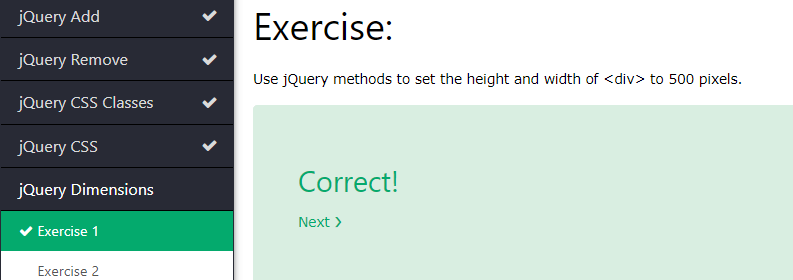 jQuery Add
jQuery Remove
jQuery CSS Classes
jQuery CSS
jQuery Dimensions
Exercise 1
Exercise 2
Exercise:
Use jQuery methods to set the height and width of <div> to 500 pixels.
Correct!
Next ❯